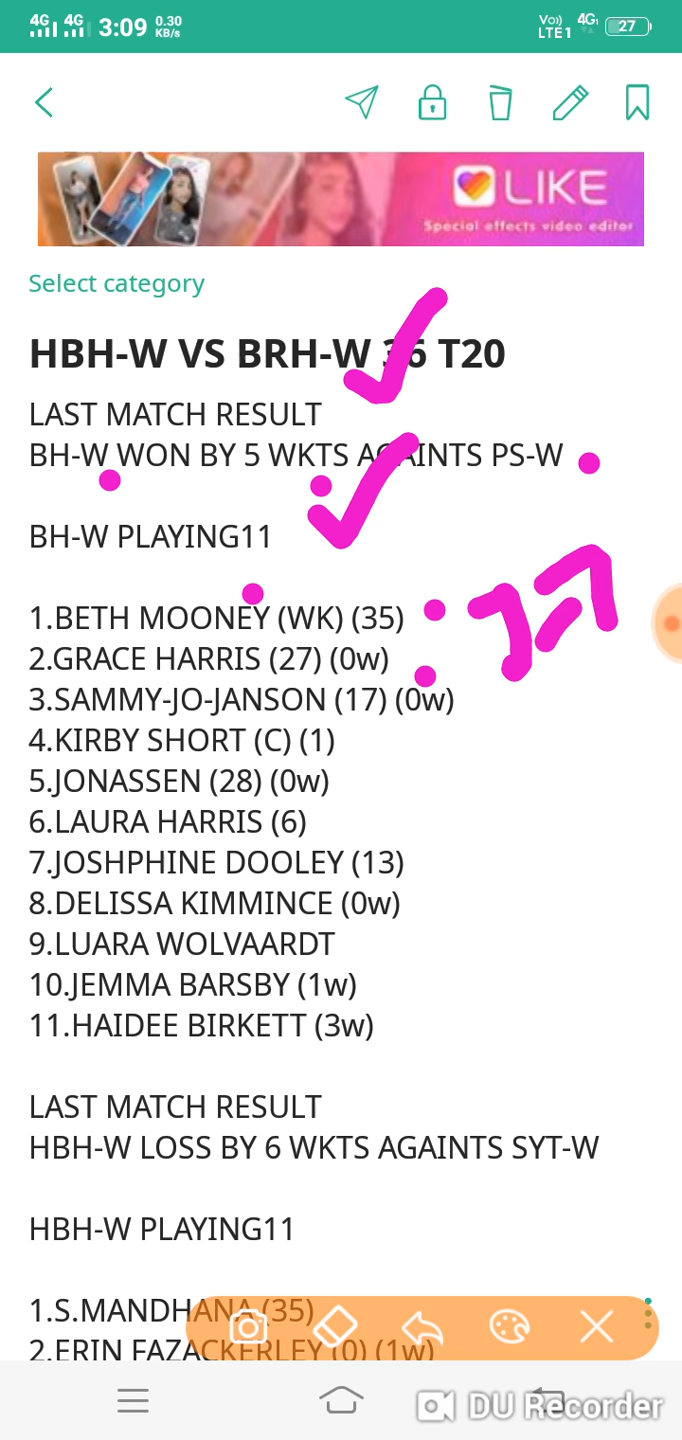 4G 4G 3:09 0.30 KB/s Vo)) LTE1 4G 27
LIKE
Special effects video editor
Select category
HBH-W VS BRH-W 36 T20
LAST MATCH RESULT
BH-W WON BY 5 WKTS AGAINTS PS-W
BH-W PLAYING11
1.BETH MOONEY (WK) (35)
2.GRACE HARRIS (27) (0w)
3.SAMMY-JO-JANSON (17) (0w)
4.KIRBY SHORT (C) (1)
5.JONASSEN (28) (0w)
6.LAURA HARRIS (6)
7.JOSHPHINE DOOLEY (13)
8.DELISSA KIMMINCE (0w)
9.LUARA WOLVAARDT
10.JEMMA BARSBY (1w)
11.HAIDEE BIRKETT (3w)
LAST MATCH RESULT
HBH-W LOSS BY 6 WKTS AGAINTS SYT-W
HBH-W PLAYING11
1.S.MANDHANA (35)
2.ERIN FAZACKERLEY (0) (1w)
DU Recorder